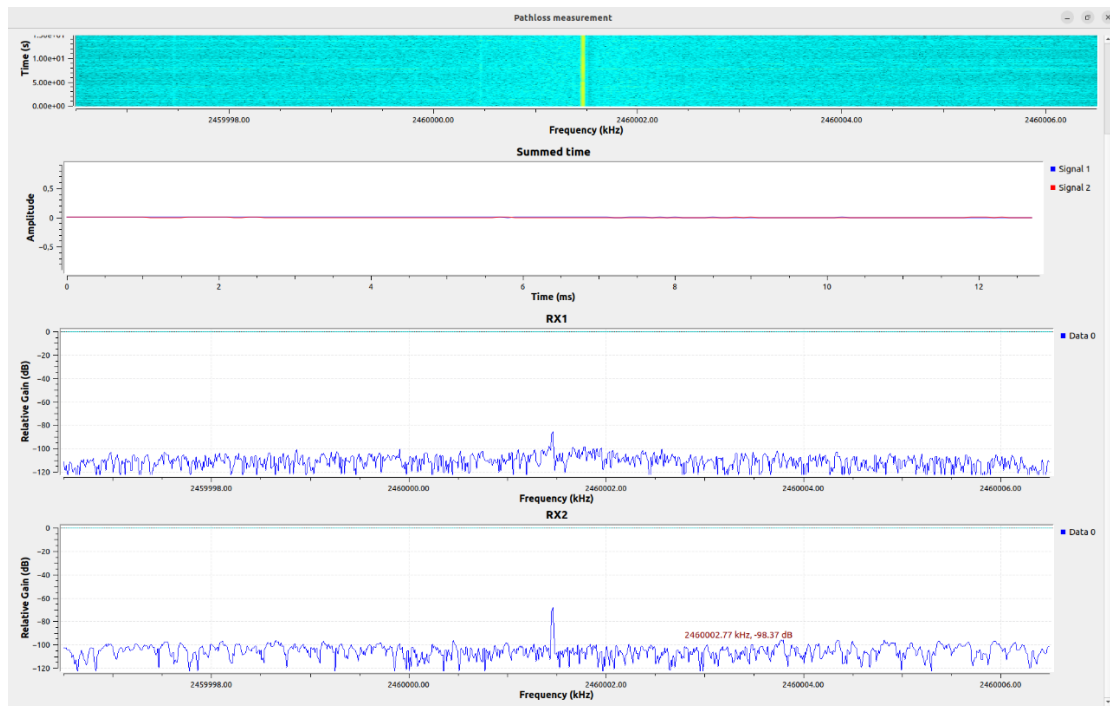 Pathloss measurement
Time (s)
1.00e+01
5.00e+00
0.00e+00
2459998.00 2460000.00 2460002.00 2460004.00 2460006.00
Frequency (kHz)
Summed time
Signal 1
Signal 2
Amplitude
0,5
0
-0,5
0 2 4 6 8 10 12
Time (ms)
RX1
Data 0
Relative Gain (dB)
0
-20
-40
-60
-80
-100
-120
2459998.00 2460000.00 2460002.00 2460004.00 2460006.00
Frequency (kHz)
RX2
Data 0
Relative Gain (dB)
0
-20
-40
-60
-80
-100
-120
2460002.77 kHz, -98.37 dB
2459998.00 2460000.00 2460002.00 2460004.00 2460006.00
Frequency (kHz)